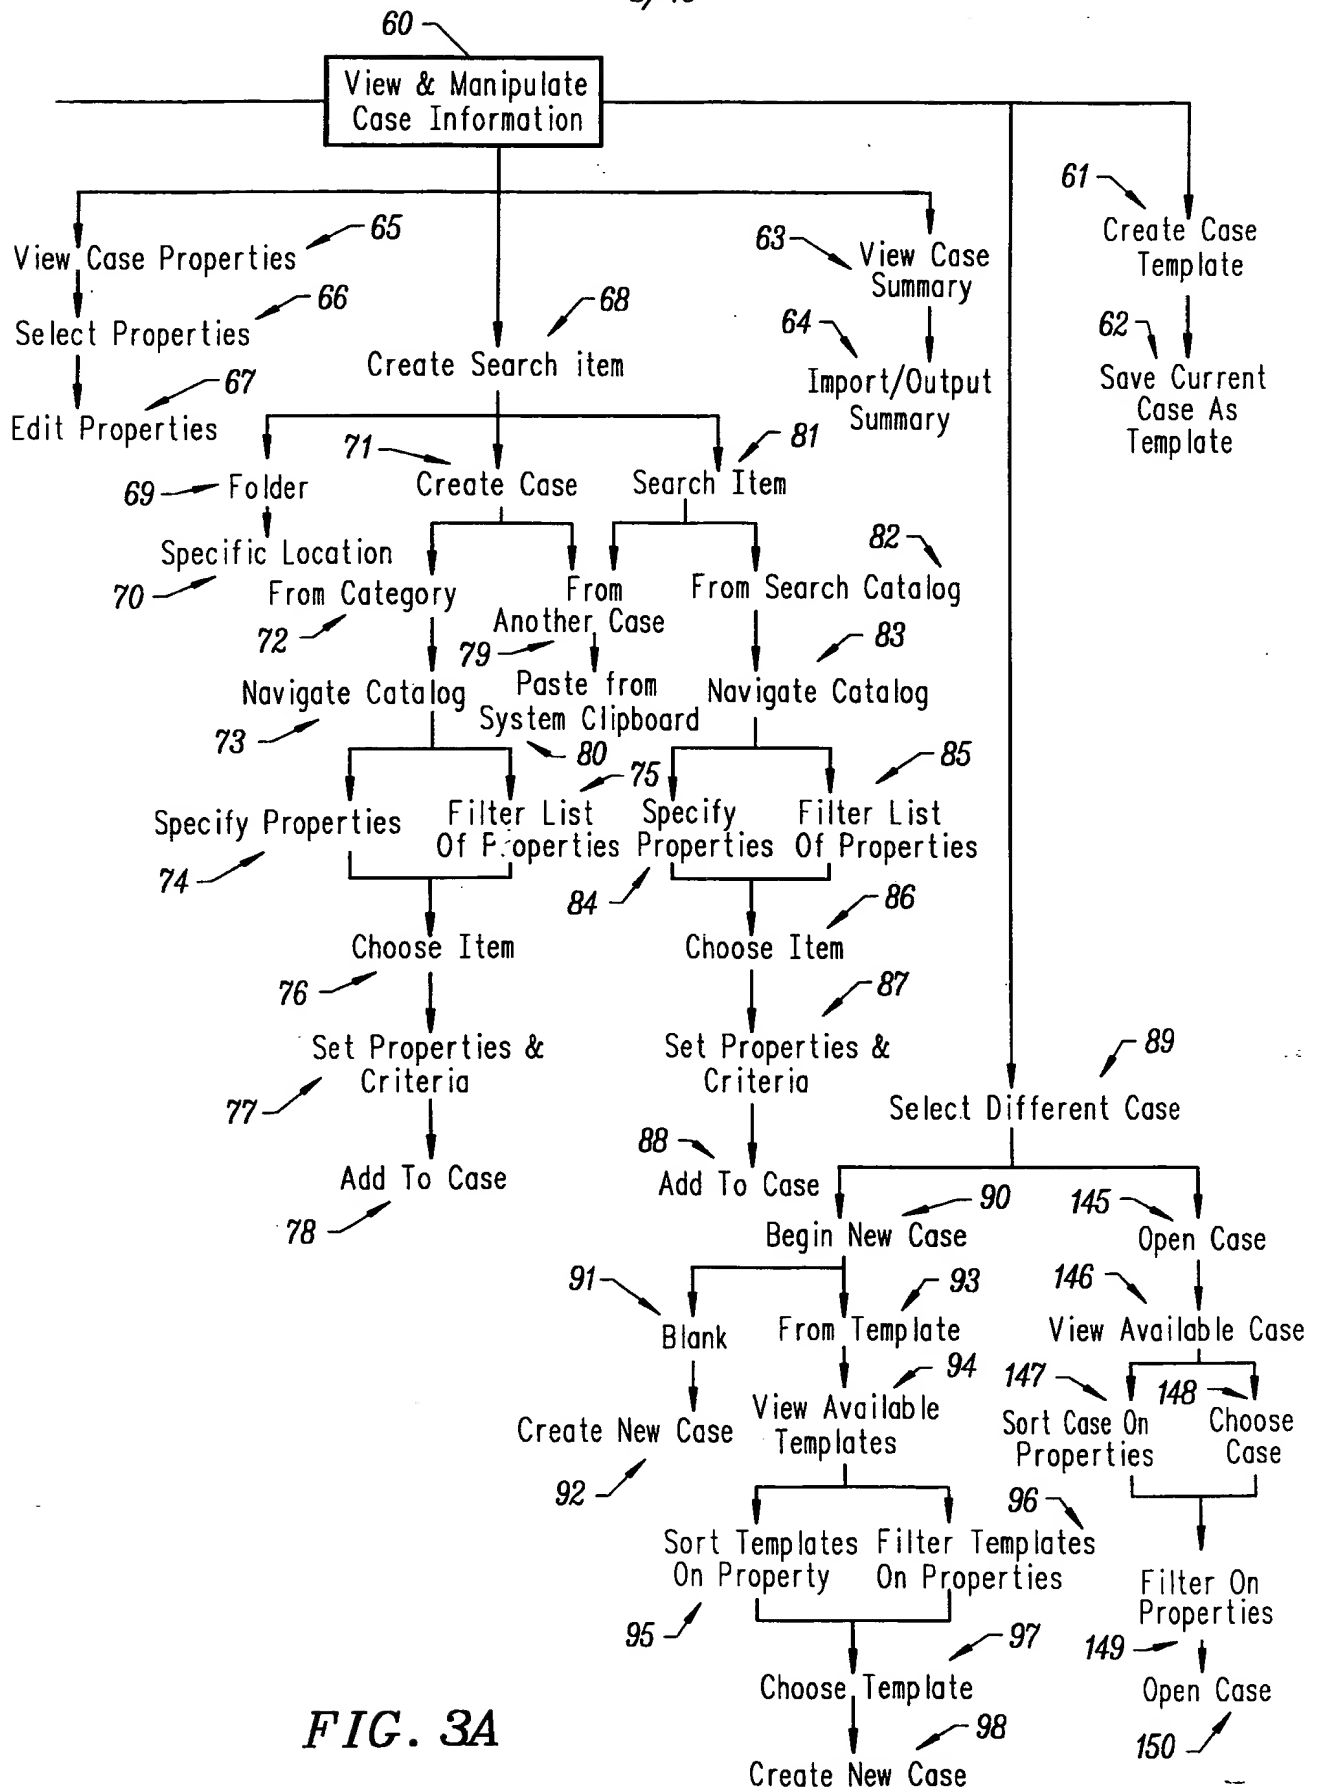 60
View & Manipulate
Case Information
61
Create Case
Template
65
63
View Case Properties
View Case
Summary
66
68
64
62
Select Properties
Create Search item
Import/Output
Summary
Save Current
Case As
Template
67
Edit Properties
71
81
69
Folder
Create Case
Search Item
Specific Location
70
82
From Category
72
From
Another Case
79
From Search Catalog
83
Navigate Catalog
73
Paste from
System Clipboard
80
Navigate Catalog
75
85
Specify Properties
74
Filter List
Of Properties
Specify
Properties
84
Filter List
Of Properties
86
Choose Item
76
Choose Item
87
Set Properties &
Criteria
77
Set Properties &
Criteria
89
Select Different Case
88
Add To Case
78
Add To Case
90
145
Begin New Case
Open Case
91
93
146
Blank
From Template
View Available Case
94
147
148
Create New Case
92
View Available
Templates
Sort Case On
Properties
Choose
Case
96
Sort Templates
On Property
95
Filter Templates
On Properties
Filter On
Properties
149
97
Choose Template
Open Case
150
98
Create New Case
FIG. 3A